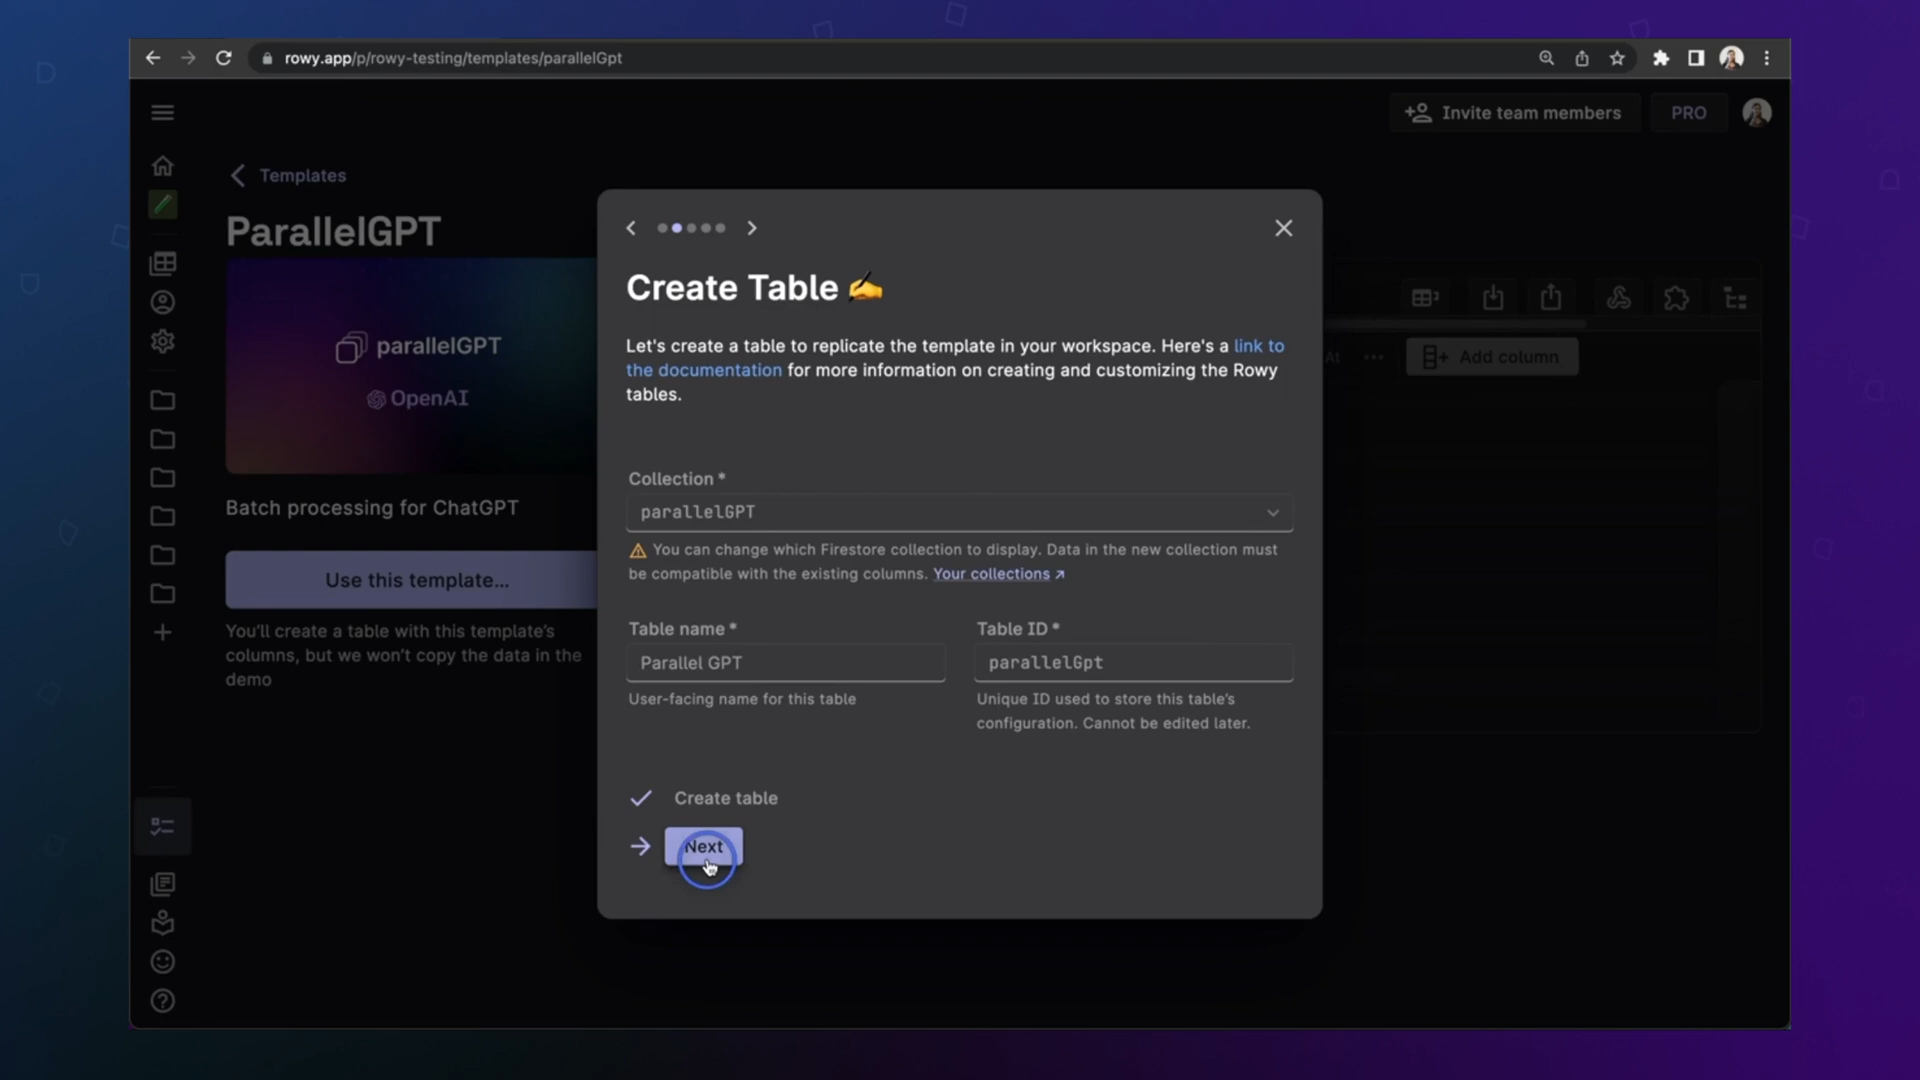 rowy.app/p/rowy-testing/templates/parallelGpt
Invite team members
PRO
Templates
ParallelGPT
parallelGPT
OpenAI
Batch processing for ChatGPT
Use this template...
You'll create a table with this template's
columns, but we won't copy the data in the
demo
Create Table ✍️
Let's create a table to replicate the template in your workspace. Here's a link to
the documentation for more information on creating and customizing the Rowy
tables.
Collection *
parallelGPT
You can change which Firestore collection to display. Data in the new collection must
be compatible with the existing columns. Your collections ↗
Table name *
Parallel GPT
User-facing name for this table
Table ID *
parallelGpt
Unique ID used to store this table's
configuration. Cannot be edited later.
Create table
Next
At
Add column